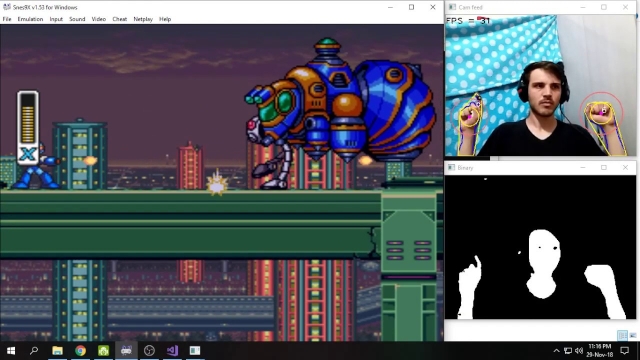 Snes9X v1.53 for Windows
File Emulation Input Sound Video Cheat Netplay Help
X
Cam feed
FPS = 31
Binary
11:16 PM
29-Nov-18